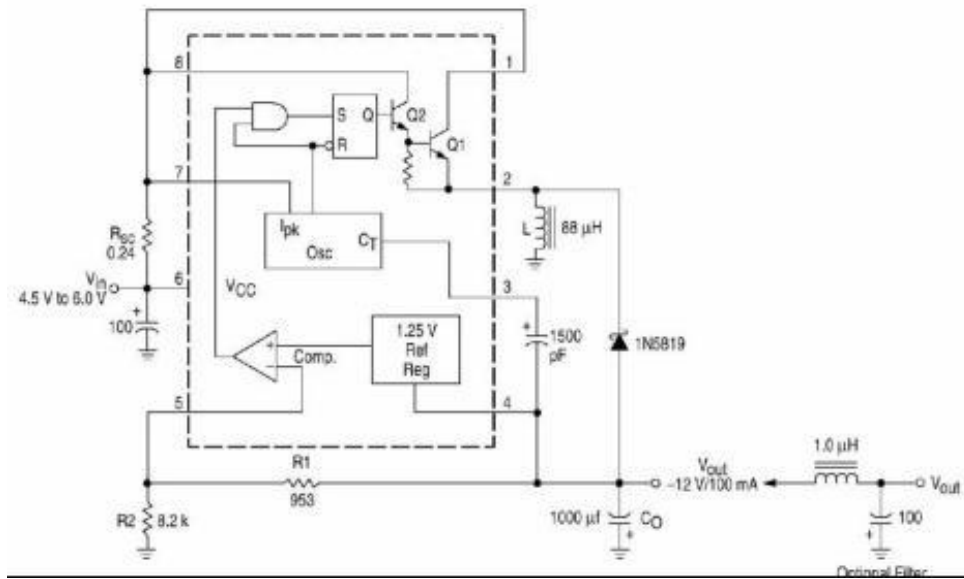 8
1
S Q
Q2
R
Q1
7
2
Ipk
Osc
CT
L
88 µH
Rsc
0.24
Vin
4.5 V to 6.0 V
6
VCC
3
+
100
+
1500
pF
1.25 V
Ref
Reg
+
−
Comp.
1N5819
5
4
R1
953
1.0 µH
Vout
−12 V/100 mA
Vout
R2
8.2 k
1000 µf
CO
+
100
+
Optional Filter